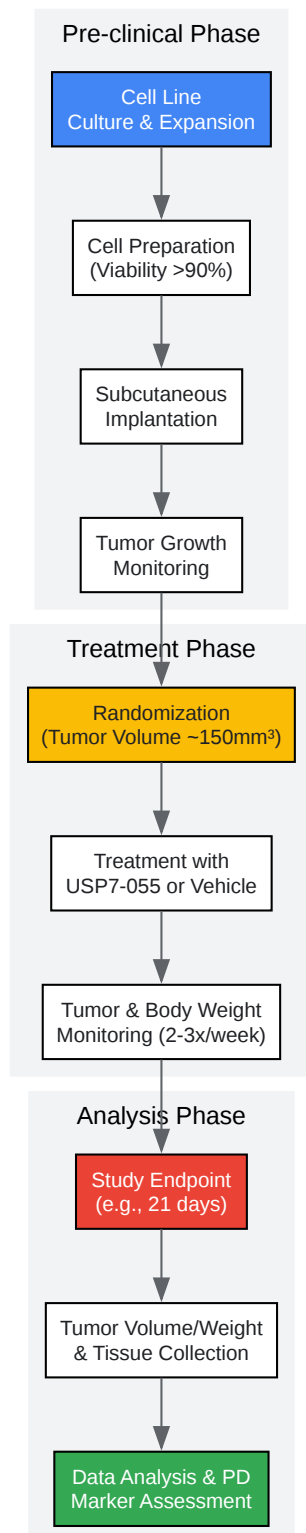 Pre-clinical Phase
Cell Line
Culture & Expansion
Cell Preparation
(Viability >90%)
Subcutaneous
Implantation
Tumor Growth
Monitoring
Treatment Phase
Randomization
(Tumor Volume ~150mm³)
Treatment with
USP7-055 or Vehicle
Tumor & Body Weight
Monitoring (2-3x/week)
Analysis Phase
Study Endpoint
(e.g., 21 days)
Tumor Volume/Weight
& Tissue Collection
Data Analysis & PD
Marker Assessment